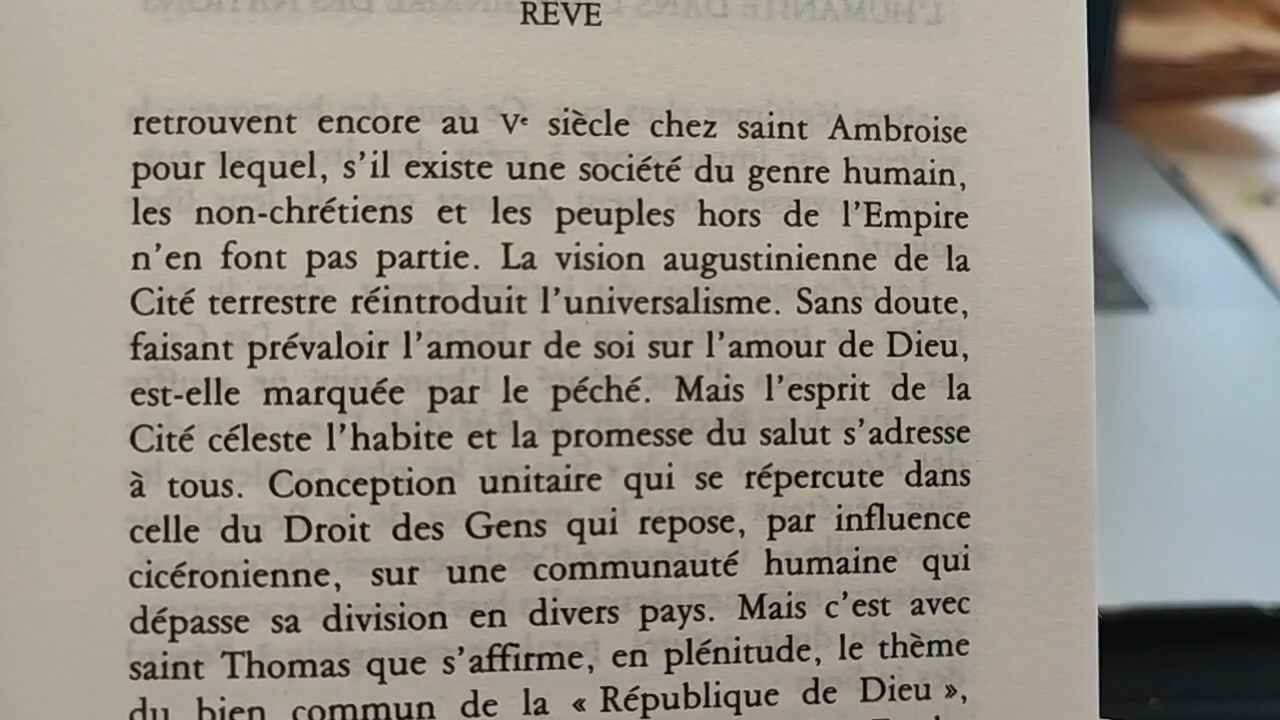 RÊVE
retrouvent encore au Vᵉ siècle chez saint Ambroise
pour lequel, s’il existe une société du genre humain,
les non-chrétiens et les peuples hors de l’Empire
n’en font pas partie. La vision augustinienne de la
Cité terrestre réintroduit l’universalisme. Sans doute,
faisant prévaloir l’amour de soi sur l’amour de Dieu,
est-elle marquée par le péché. Mais l’esprit de la
Cité céleste l’habite et la promesse du salut s’adresse
à tous. Conception unitaire qui se répercute dans
celle du Droit des Gens qui repose, par influence
cicéronienne, sur une communauté humaine qui
dépasse sa division en divers pays. Mais c’est avec
saint Thomas que s’affirme, en plénitude, le thème
du bien commun de la « République de Dieu »,